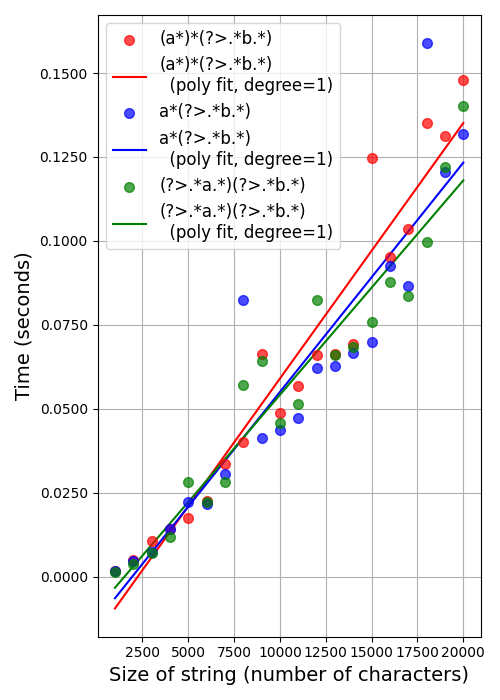 (a*)*(?>.*b.*)
(a*)*(?>.*b.*)
(poly fit, degree=1)
a*(?>.*b.*)
a*(?>.*b.*)
(poly fit, degree=1)
(?>.*a.*)(?>.*b.*)
(?>.*a.*)(?>.*b.*)
(poly fit, degree=1)
0.1500
0.1250
0.1000
0.0750
0.0500
0.0250
0.0000
Time (seconds)
2500 5000 7500 10000 12500 15000 17500 20000
Size of string (number of characters)